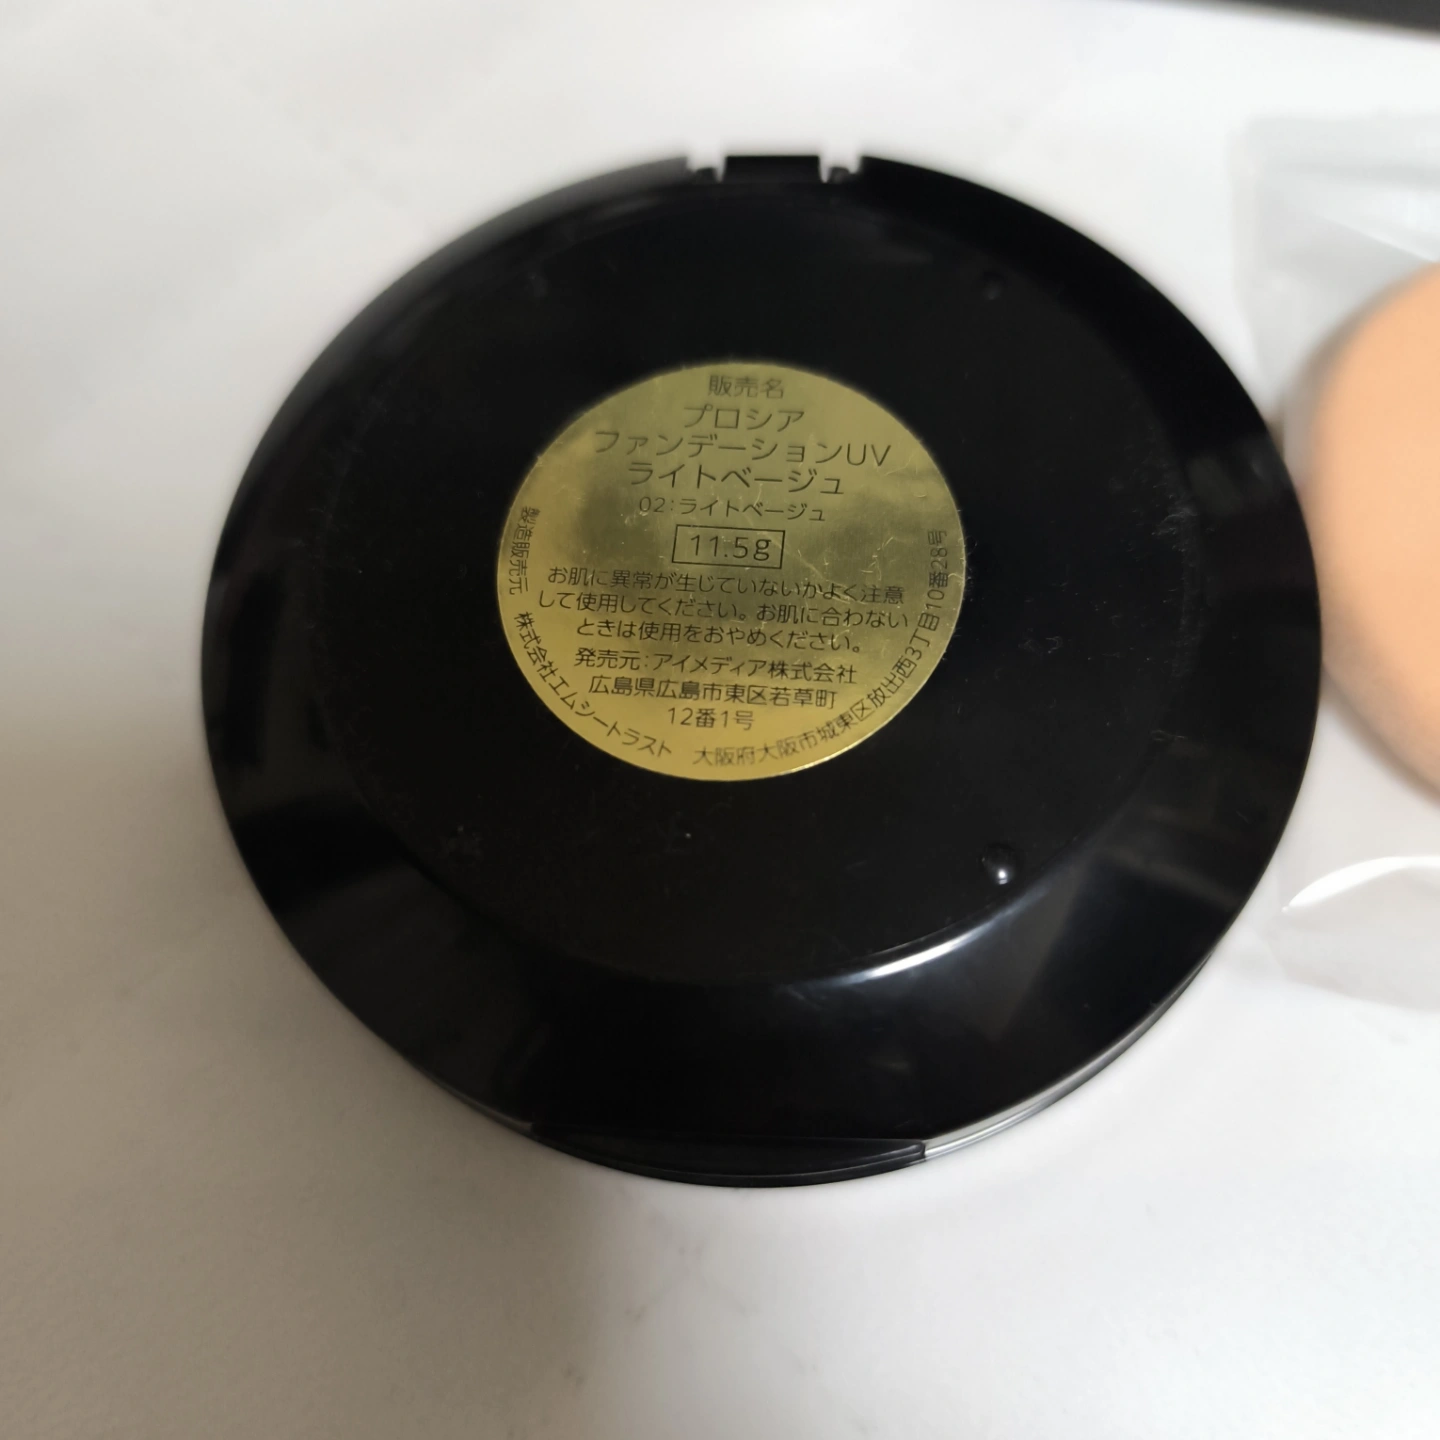 販売名
プロシア
ファンデーションUV
ライトベージュ
02:ライトベージュ
11.5g
お肌に異常が生じていないかよく注意
して使用してください。お肌に合わない
ときは使用をおやめください。
発売元:アイメディア株式会社
広島県広島市東区若草町
12番1号
製造販売元 株式会社エムシートラスト 大阪府大阪市城東区放出西3丁目10番28号